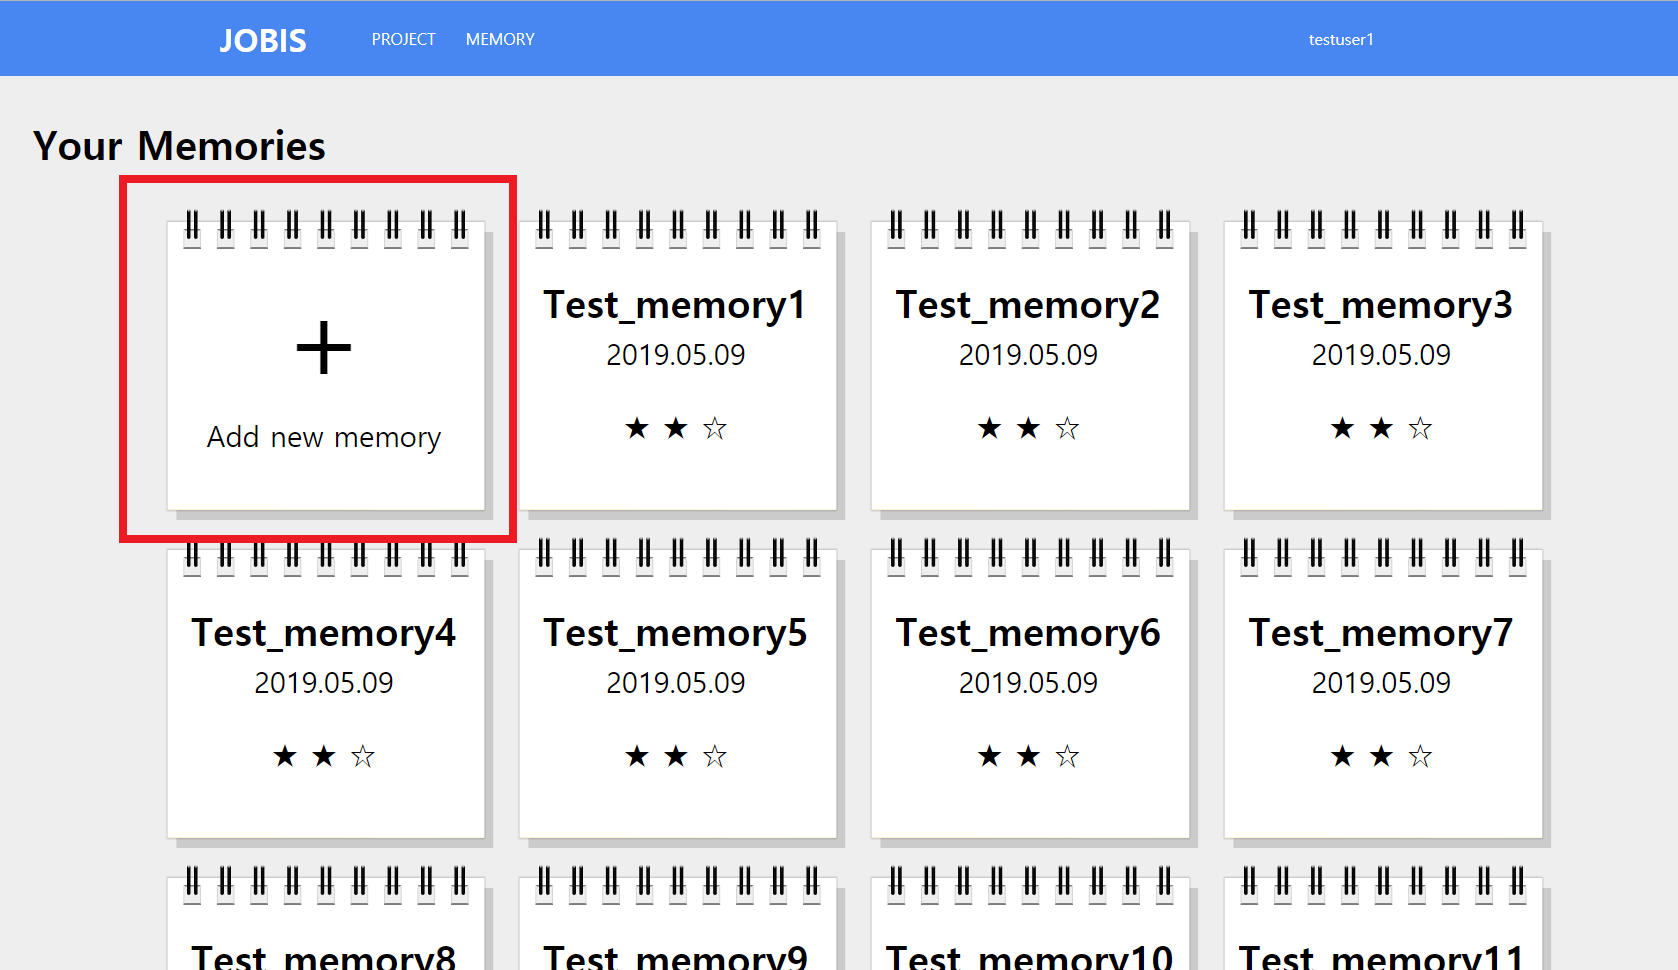 JOBIS PROJECT MEMORY testuser1
Your Memories
+
Add new memory
Test_memory1
2019.05.09
★ ★ ☆
Test_memory2
2019.05.09
★ ★ ☆
Test_memory3
2019.05.09
★ ★ ☆
Test_memory4
2019.05.09
★ ★ ☆
Test_memory5
2019.05.09
★ ★ ☆
Test_memory6
2019.05.09
★ ★ ☆
Test_memory7
2019.05.09
★ ★ ☆
Test_memory8
Test_memory9
Test_memory10
Test_memory11